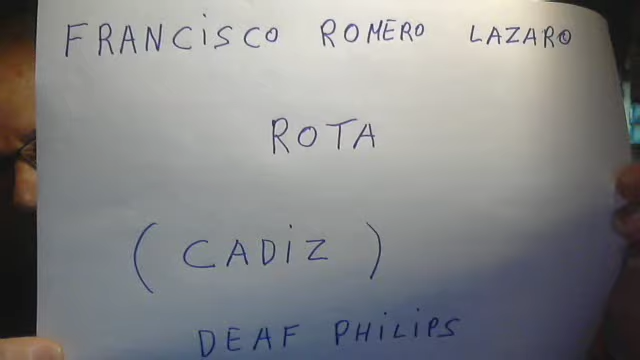 FRANCISCO ROMERO LAZARO
ROTA
(CADIZ)
DEAF PHILIPS